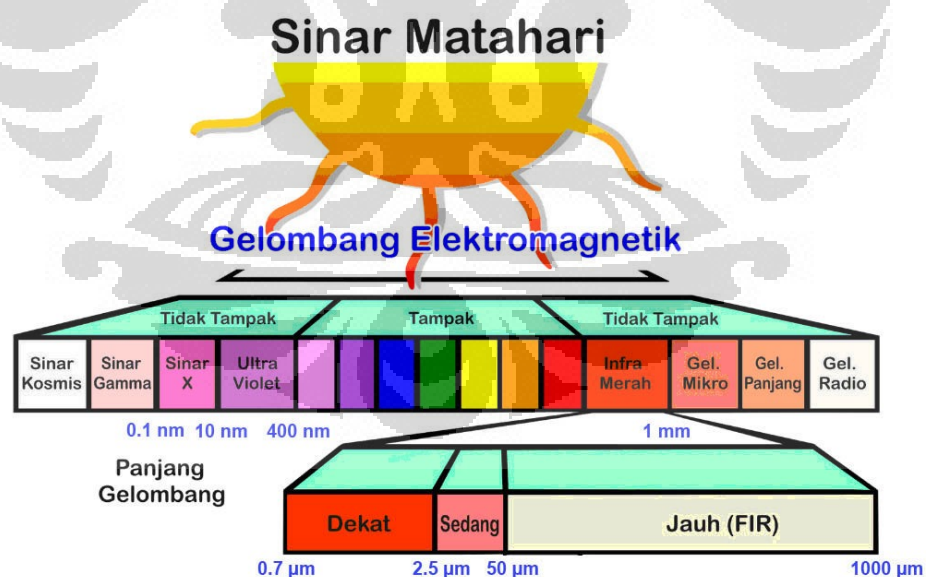 Sinar Matahari
Gelombang Elektromagnetik
Tidak Tampak Tampak Tidak Tampak
Sinar Kosmis
Sinar Gamma
Sinar X
Ultra Violet
Infra Merah
Gel. Mikro
Gel. Panjang
Gel. Radio
0.1 nm 10 nm 400 nm 1 mm
Panjang
Gelombang
Dekat Sedang Jauh (FIR)
0.7 µm 2.5 µm 50 µm 1000 µm